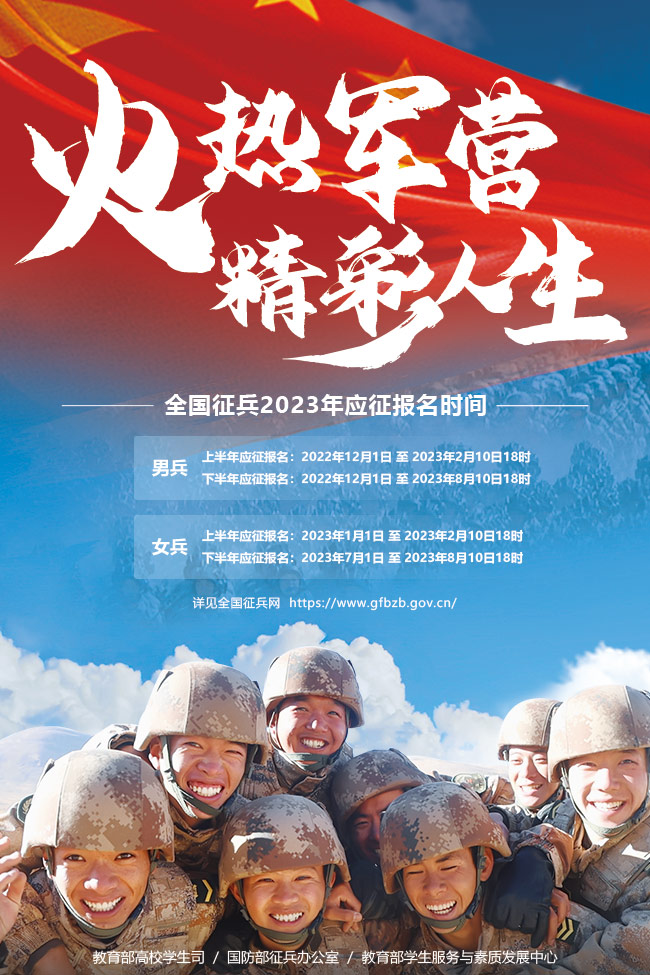 火热军营
精彩人生
全国征兵2023年应征报名时间
男兵
上半年应征报名：2022年12月1日 至 2023年2月10日18时
下半年应征报名：2022年12月1日 至 2023年8月10日18时
女兵
上半年应征报名：2023年1月1日 至 2023年2月10日18时
下半年应征报名：2023年7月1日 至 2023年8月10日18时
详见全国征兵网 https://www.gfbzb.gov.cn/
教育部高校学生司 / 国防部征兵办公室 / 教育部学生服务与素质发展中心